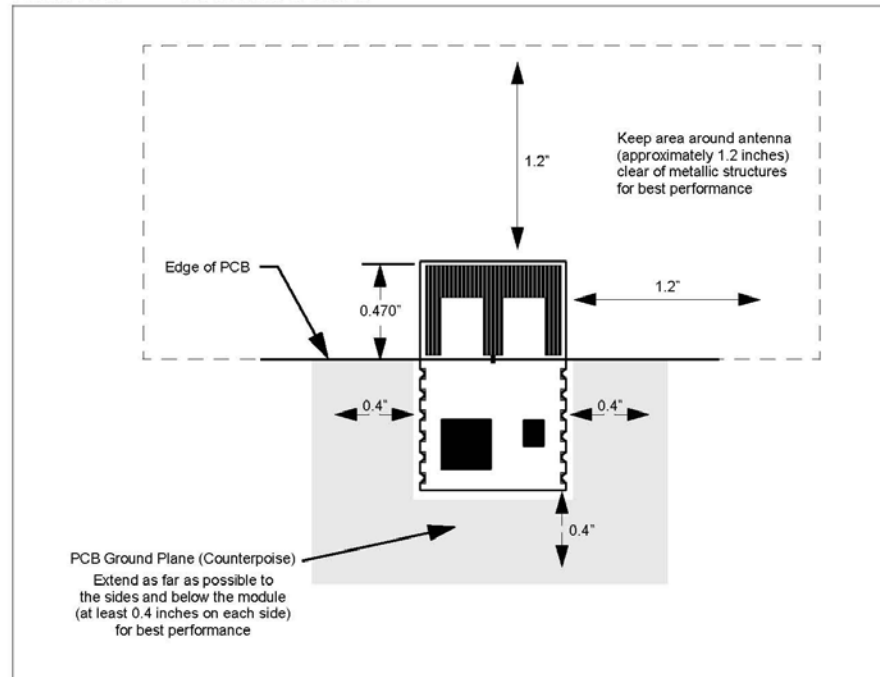 1.2"
Keep area around antenna
(approximately 1.2 inches)
clear of metallic structures
for best performance
Edge of PCB
0.470"
1.2"
0.4"
0.4"
0.4"
PCB Ground Plane (Counterpoise)
Extend as far as possible to
the sides and below the module
(at least 0.4 inches on each side)
for best performance